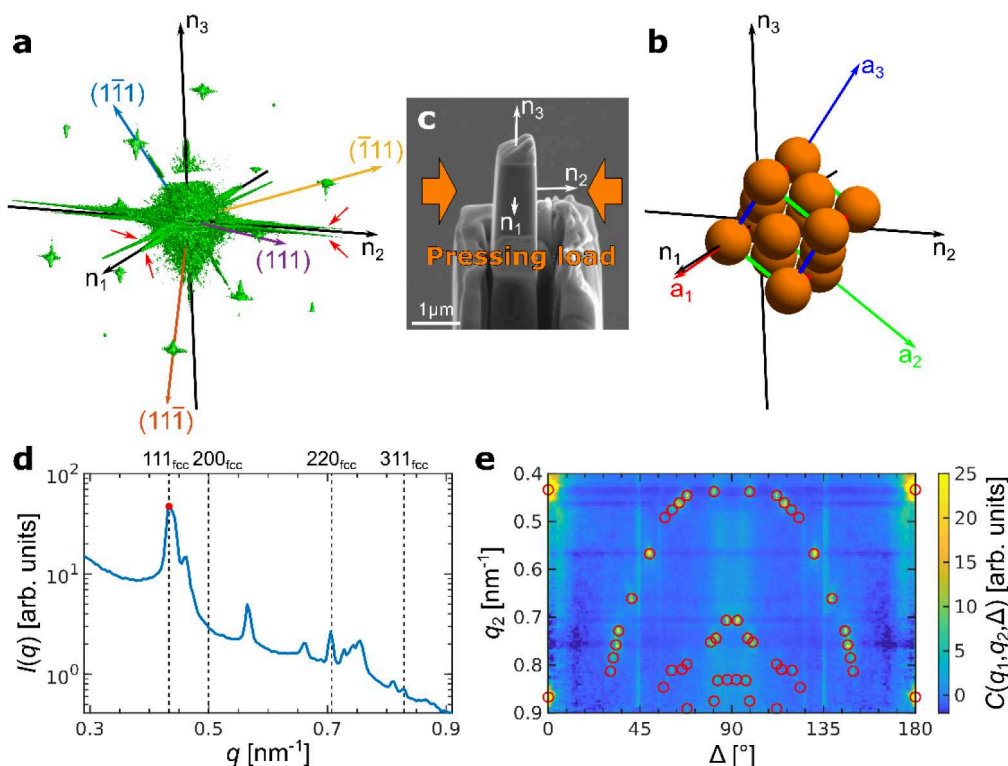 a
n₃
(11̅1)
(1̅11)
n₂
(111)
n₁
(111̅)
c
n₃
n₂
n₁
Pressing load
1μm
b
n₃
a₃
n₁
a₁
n₂
a₂
d
111fcc 200fcc 220fcc 311fcc
10²
10¹
10⁰
I(q) [arb. units]
0.3 0.5 0.7 0.9
q [nm⁻¹]
e
0.4
0.5
0.6
0.7
0.8
0.9
q₂ [nm⁻¹]
0 45 90 135 180
Δ [°]
25
20
15
10
5
0
C(q₁,q₂,Δ) [arb. units]